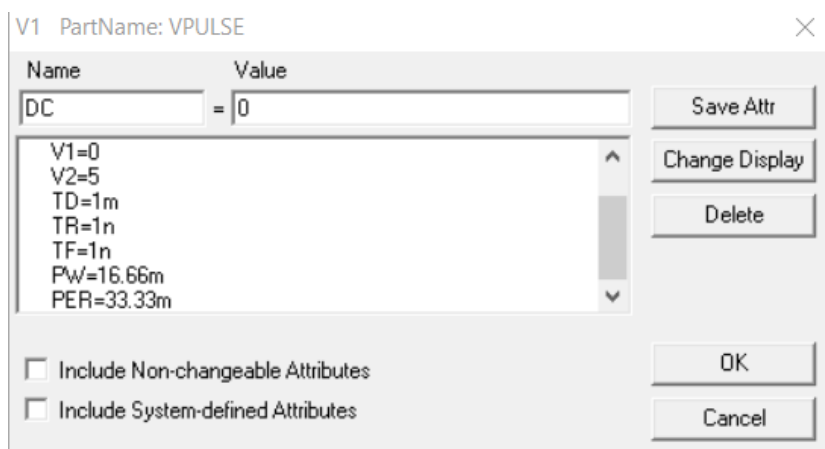 V1 PartName: VPULSE
Name Value
DC = 0 Save Attr
V1=0 Change Display
V2=5
TD=1m Delete
TR=1n
TF=1n
PW=16.66m
PER=33.33m
Include Non-changeable Attributes OK
Include System-defined Attributes Cancel